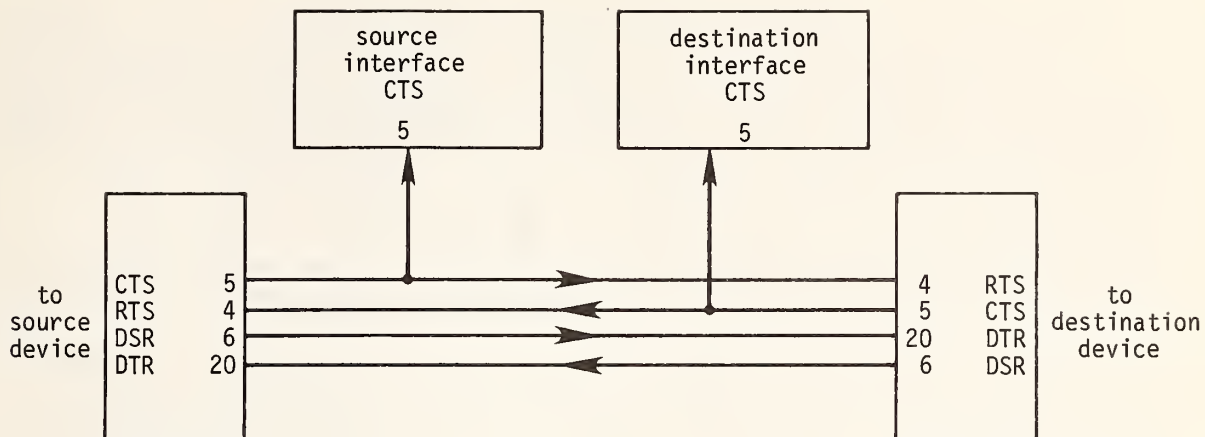 source
interface
CTS
5
destination
interface
CTS
5
to
source
device
CTS 5
RTS 4
DSR 6
DTR 20
4 RTS
5 CTS
20 DTR
6 DSR
to
destination
device